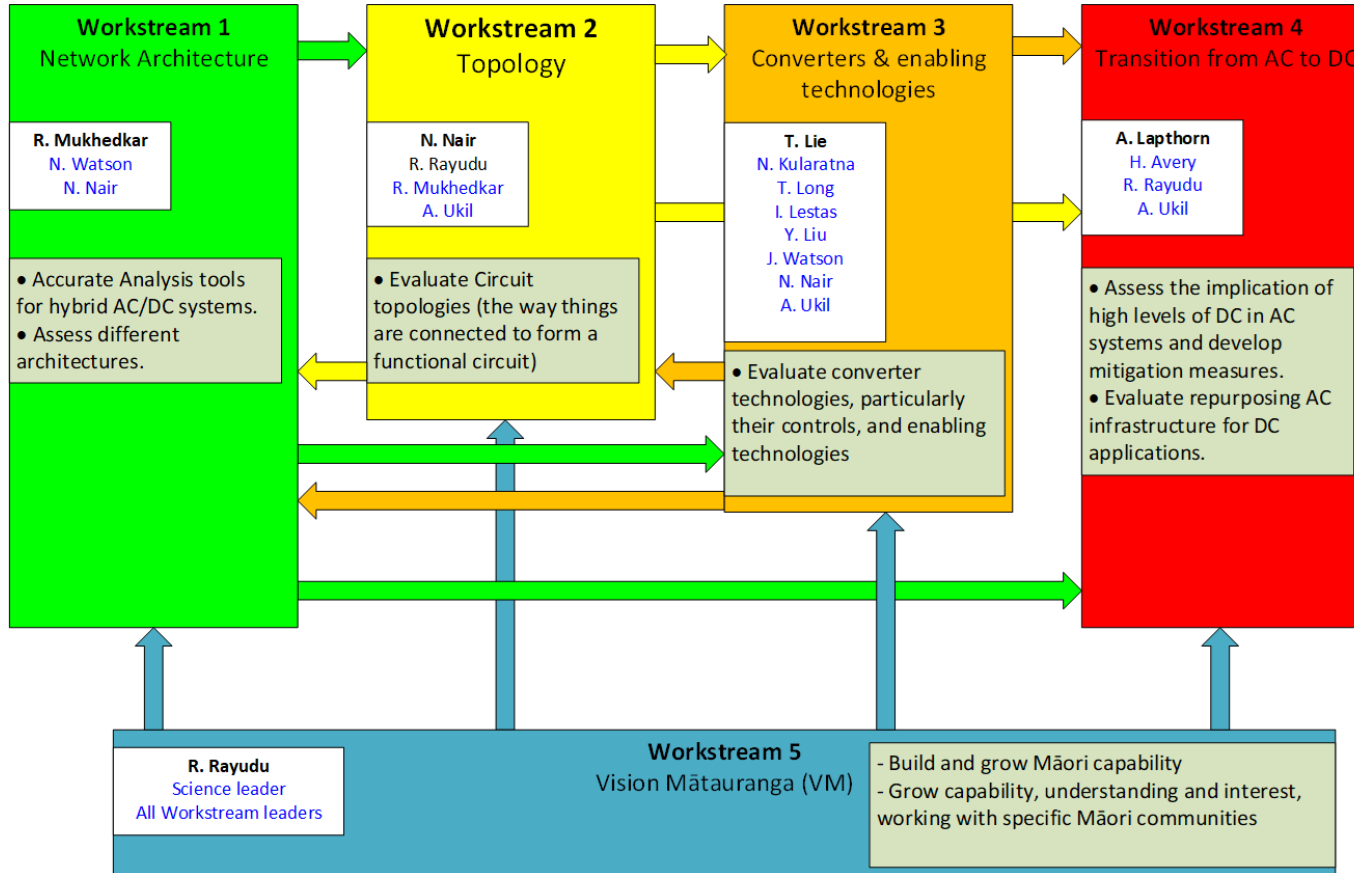 Workstream 1
Network Architecture
R. Mukhedkar
N. Watson
N. Nair
• Accurate Analysis tools
for hybrid AC/DC systems.
• Assess different
architectures.
Workstream 2
Topology
N. Nair
R. Rayudu
R. Mukhedkar
A. Ukil
• Evaluate Circuit
topologies (the way things
are connected to form a
functional circuit)
Workstream 3
Converters & enabling
technologies
T. Lie
N. Kularatna
T. Long
I. Lestas
Y. Liu
J. Watson
N. Nair
A. Ukil
• Evaluate converter
technologies, particularly
their controls, and enabling
technologies
Workstream 4
Transition from AC to DC
A. Lapthorn
H. Avery
R. Rayudu
A. Ukil
• Assess the implication of
high levels of DC in AC
systems and develop
mitigation measures.
• Evaluate repurposing AC
infrastructure for DC
applications.
R. Rayudu
Science leader
All Workstream leaders
Workstream 5
Vision Mātauranga (VM)
- Build and grow Māori capability
- Grow capability, understanding and interest,
working with specific Māori communities